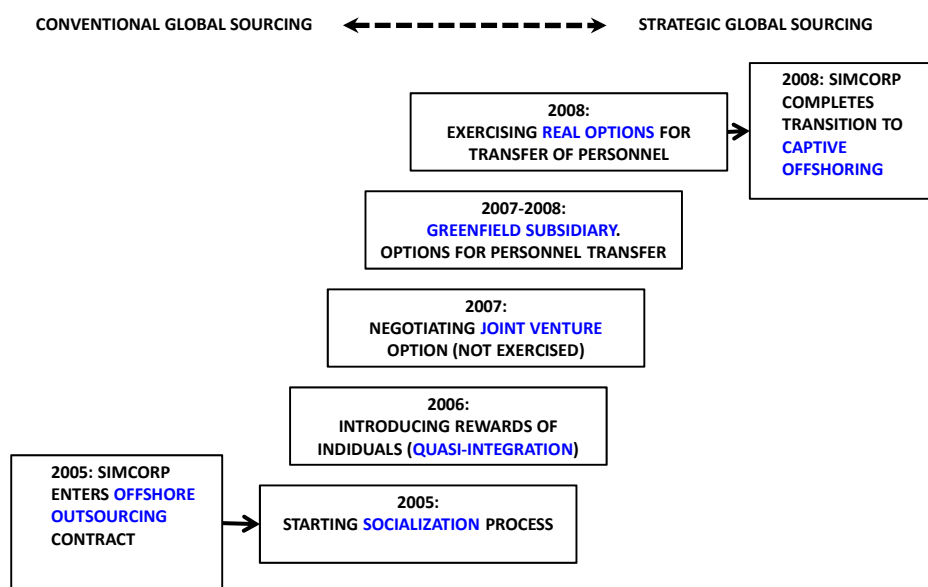 CONVENTIONAL GLOBAL SOURCING
STRATEGIC GLOBAL SOURCING
2008:
EXERCISING REAL OPTIONS FOR
TRANSFER OF PERSONNEL
2008: SIMCORP
COMPLETES
TRANSITION TO
CAPTIVE
OFFSHORING
2007-2008:
GREENFIELD SUBSIDIARY.
OPTIONS FOR PERSONNEL TRANSFER
2007:
NEGOTIATING JOINT VENTURE
OPTION (NOT EXERCISED)
2006:
INTRODUCING REWARDS OF
INDIDUALS (QUASI-INTEGRATION)
2005: SIMCORP
ENTERS OFFSHORE
OUTSOURCING
CONTRACT
2005:
STARTING SOCIALIZATION PROCESS